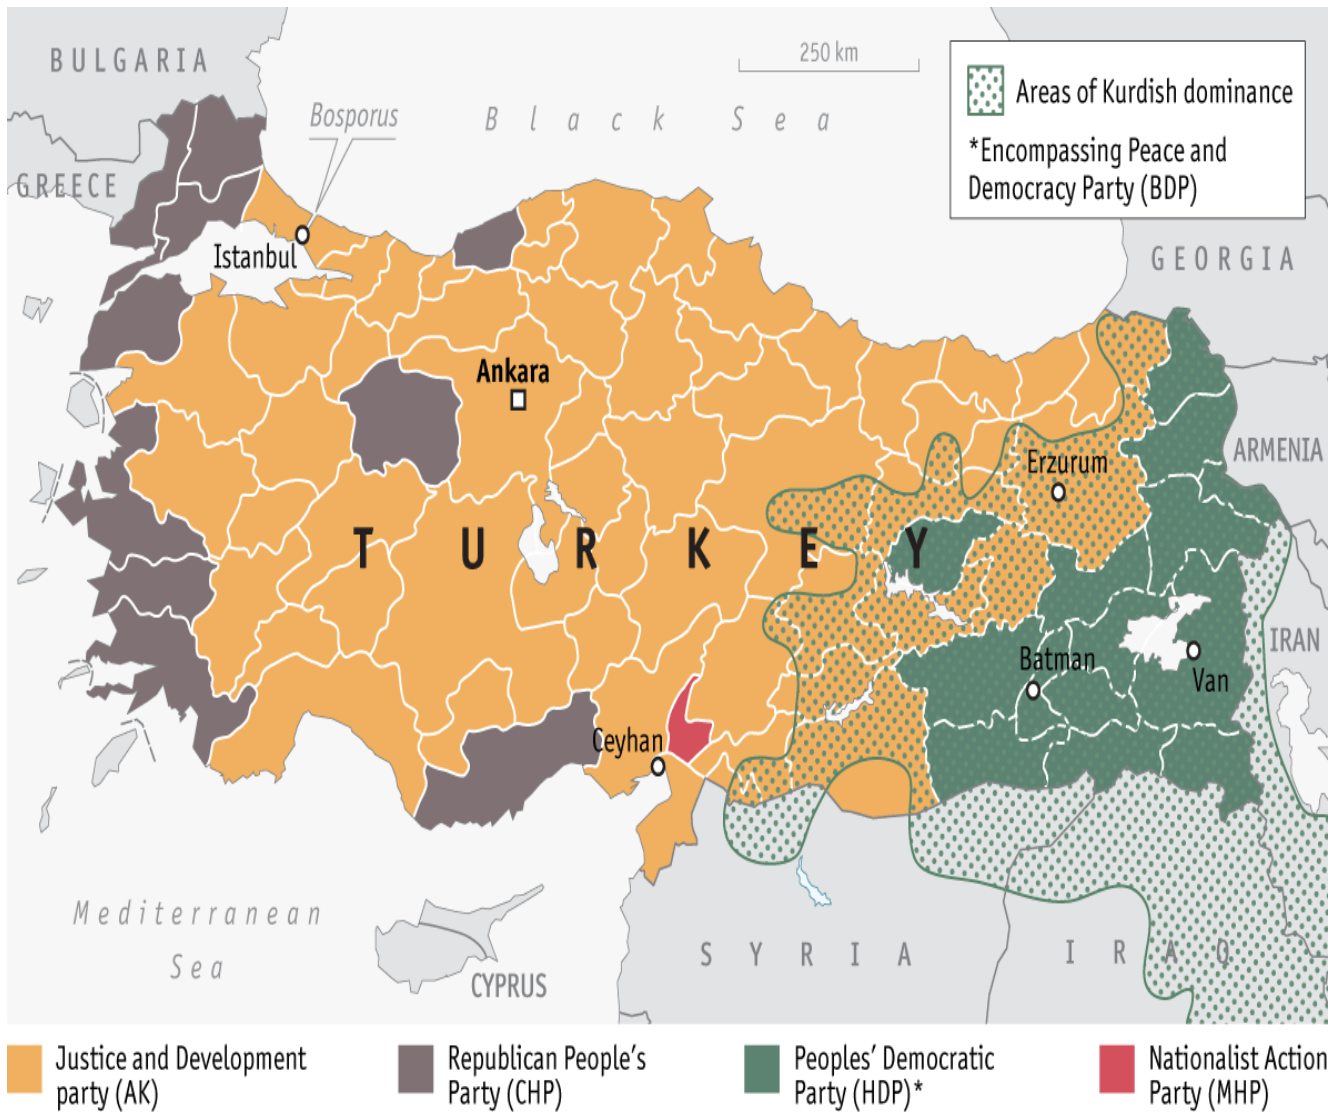 BULGARIA
250 km
Areas of Kurdish dominance
*Encompassing Peace and
Democracy Party (BDP)
Bosporus
Black Sea
GREECE
Istanbul
GEORGIA
Ankara
ARMENIA
Erzurum
TURKEY
IRAN
Batman
Van
Ceyhan
Mediterranean
Sea
SYRIA
IRAQ
CYPRUS
Justice and Development
party (AK)
Republican People's
Party (CHP)
Peoples' Democratic
Party (HDP)*
Nationalist Action
Party (MHP)